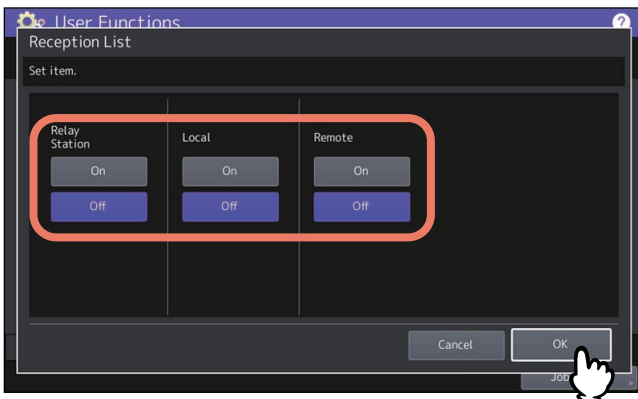 User Functions
?
Reception List
Set item.
Relay
Station
Local
Remote
On
On
On
Off
Off
Off
Cancel
OK
Job